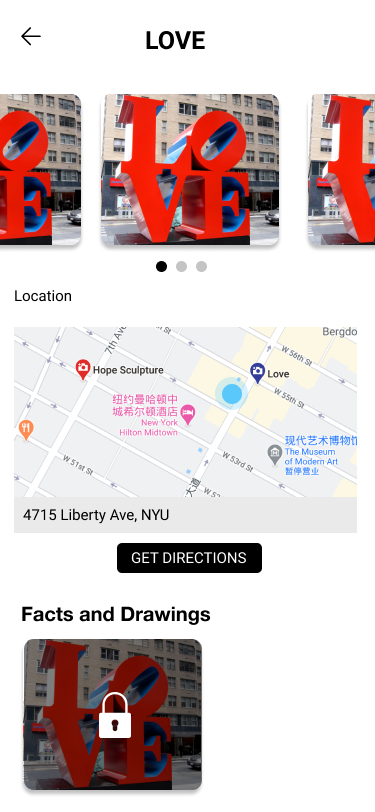 LOVE
Location
Bergdo
7th Av
W 56th St
Hope Sculpture
Love
纽约曼哈顿中
城希尔顿酒店
New York
Hilton Midtown
W 55th St
现代艺术博物馆
The Museum
of Modern Art
暂停营业
W 53rd St
W 51st St
W 52
大道
4715 Liberty Ave, NYU
GET DIRECTIONS
Facts and Drawings